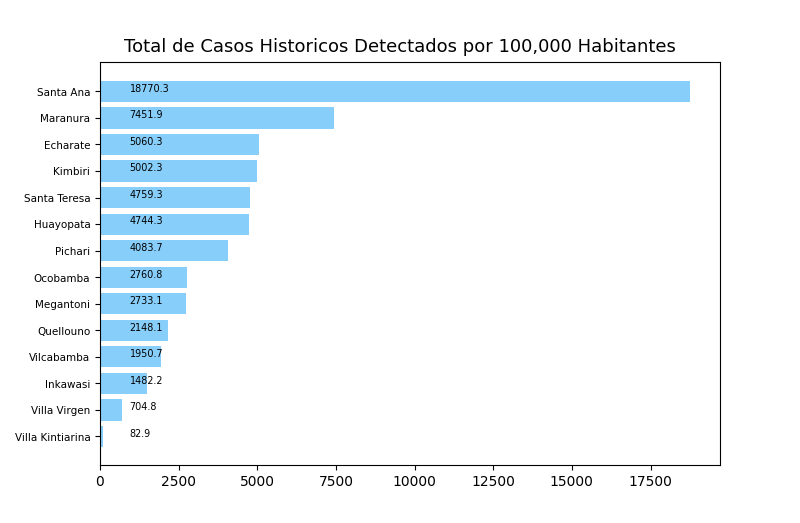 Total de Casos Historicos Detectados por 100,000 Habitantes
Santa Ana 18770.3
Maranura 7451.9
Echarate 5060.3
Kimbiri 5002.3
Santa Teresa 4759.3
Huayopata 4744.3
Pichari 4083.7
Ocobamba 2760.8
Megantoni 2733.1
Quellouno 2148.1
Vilcabamba 1950.7
Inkawasi 1482.2
Villa Virgen 704.8
Villa Kintiarina 82.9
0 2500 5000 7500 10000 12500 15000 17500